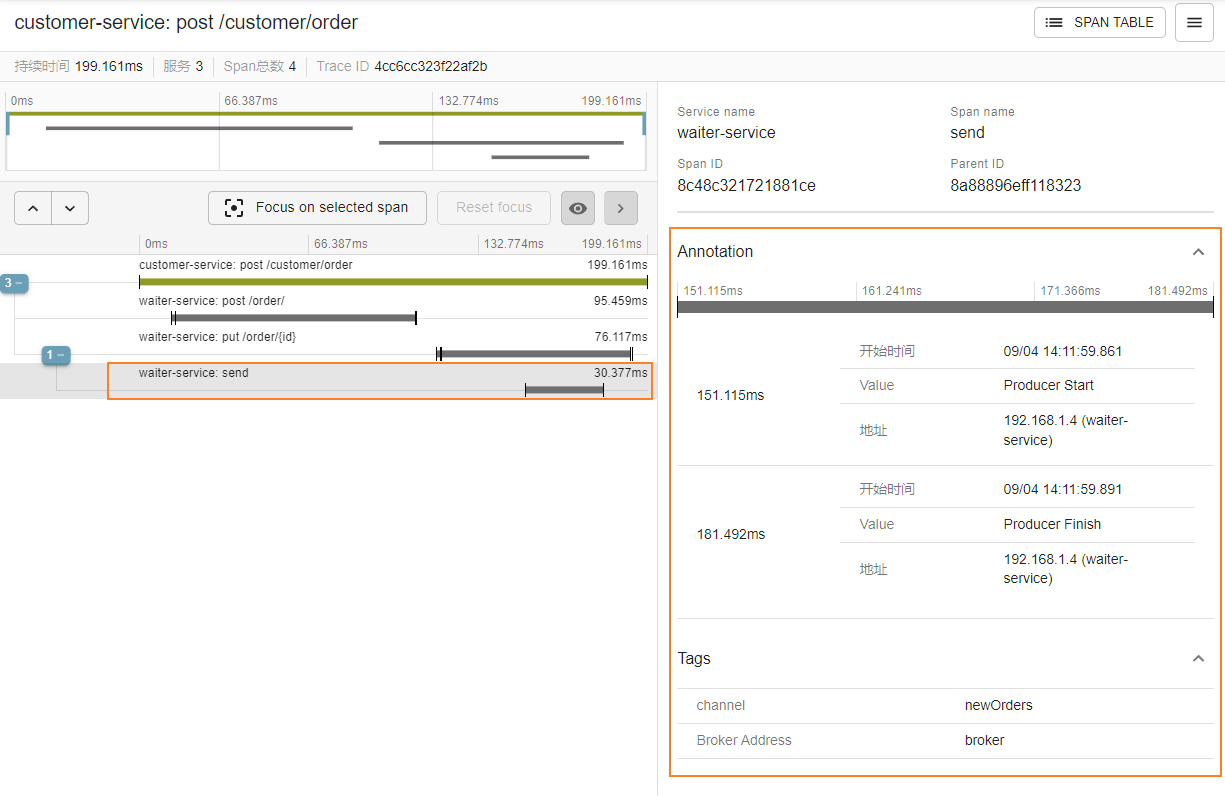 customer-service: post /customer/order
SPAN TABLE
持续时间 199.161ms 服务 3 Span总数 4 Trace ID 4cc6cc323f22af2b
0ms 66.387ms 132.774ms 199.161ms
Focus on selected span
Reset focus
0ms 66.387ms 132.774ms 199.161ms
customer-service: post /customer/order 199.161ms
3 −
waiter-service: post /order/ 95.459ms
waiter-service: put /order/{id} 76.117ms
1 −
waiter-service: send 30.377ms
Service name Span name
waiter-service send
Span ID Parent ID
8c48c321721881ce 8a88896eff118323
Annotation
151.115ms 161.241ms 171.366ms 181.492ms
151.115ms
开始时间 09/04 14:11:59.861
Value Producer Start
地址 192.168.1.4 (waiter-
service)
181.492ms
开始时间 09/04 14:11:59.891
Value Producer Finish
地址 192.168.1.4 (waiter-
service)
Tags
channel newOrders
Broker Address broker